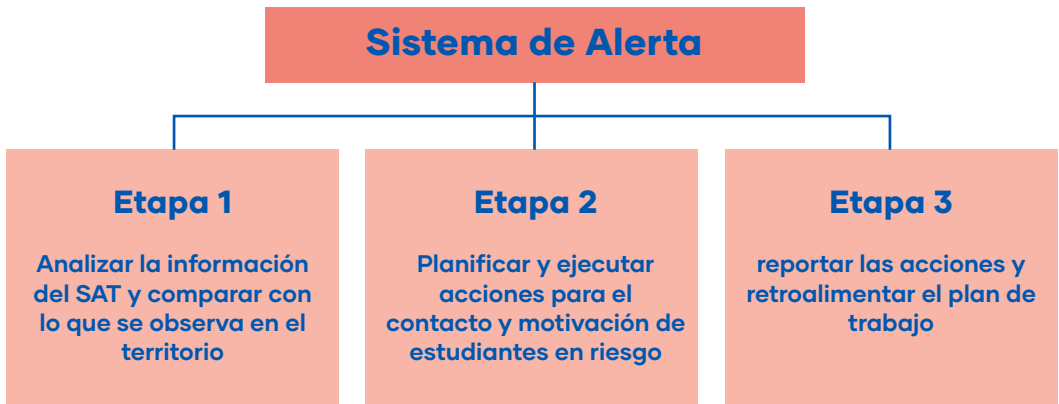 Sistema de Alerta
Etapa 1
Analizar la información
del SAT y comparar con
lo que se observa en el
territorio
Etapa 2
Planificar y ejecutar
acciones para el
contacto y motivación de
estudiantes en riesgo
Etapa 3
reportar las acciones y
retroalimentar el plan de
trabajo